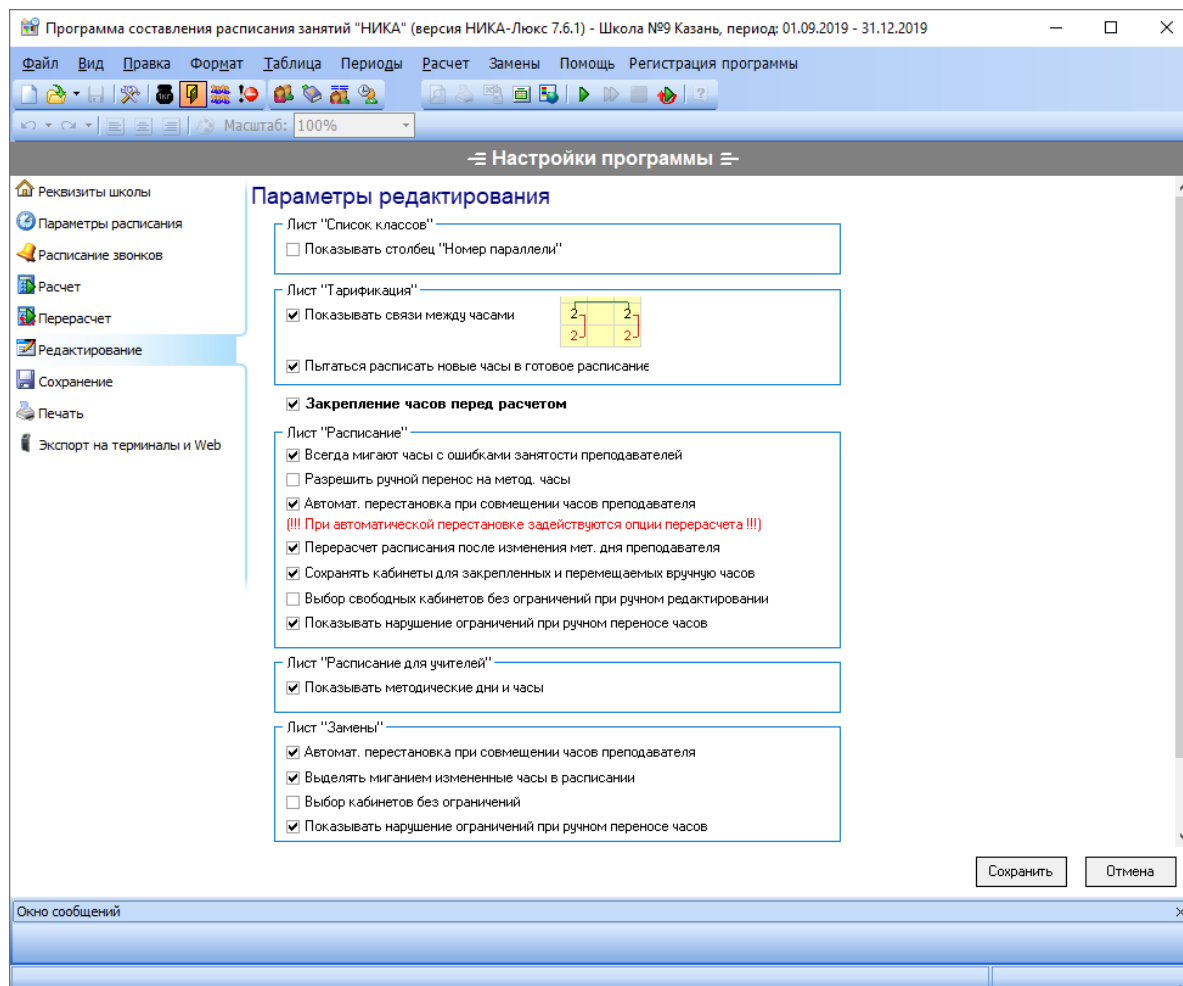 Программа составления расписания занятий "НИКА" (версия НИКА-Люкс 7.6.1) - Школа №9 Казань, период: 01.09.2019 - 31.12.2019
Файл Вид Правка Формат Таблица Периоды Расчет Замены Помощь Регистрация программы
Масштаб: 100%
Настройки программы
Реквизиты школы
Параметры расписания
Расписание звонков
Расчет
Перерасчет
Редактирование
Сохранение
Печать
Экспорт на терминалы и Web
Параметры редактирования
Лист "Список классов"
Показывать столбец "Номер параллели"
Лист "Тарификация"
Показывать связи между часами
2 2
2 2
Пытаться расписать новые часы в готовое расписание
Закрепление часов перед расчетом
Лист "Расписание"
Всегда мигают часы с ошибками занятости преподавателей
Разрешить ручной перенос на метод. часы
Автомат. перестановка при совмещении часов преподавателя
(!!! При автоматической перестановке задействуются опции перерасчета !!!)
Перерасчет расписания после изменения мет. дня преподавателя
Сохранять кабинеты для закрепленных и перемещаемых вручную часов
Выбор свободных кабинетов без ограничений при ручном редактировании
Показывать нарушение ограничений при ручном переносе часов
Лист "Расписание для учителей"
Показывать методические дни и часы
Лист "Замены"
Автомат. перестановка при совмещении часов преподавателя
Выделять миганием измененные часы в расписании
Выбор кабинетов без ограничений
Показывать нарушение ограничений при ручном переносе часов
Сохранить Отмена
Окно сообщений